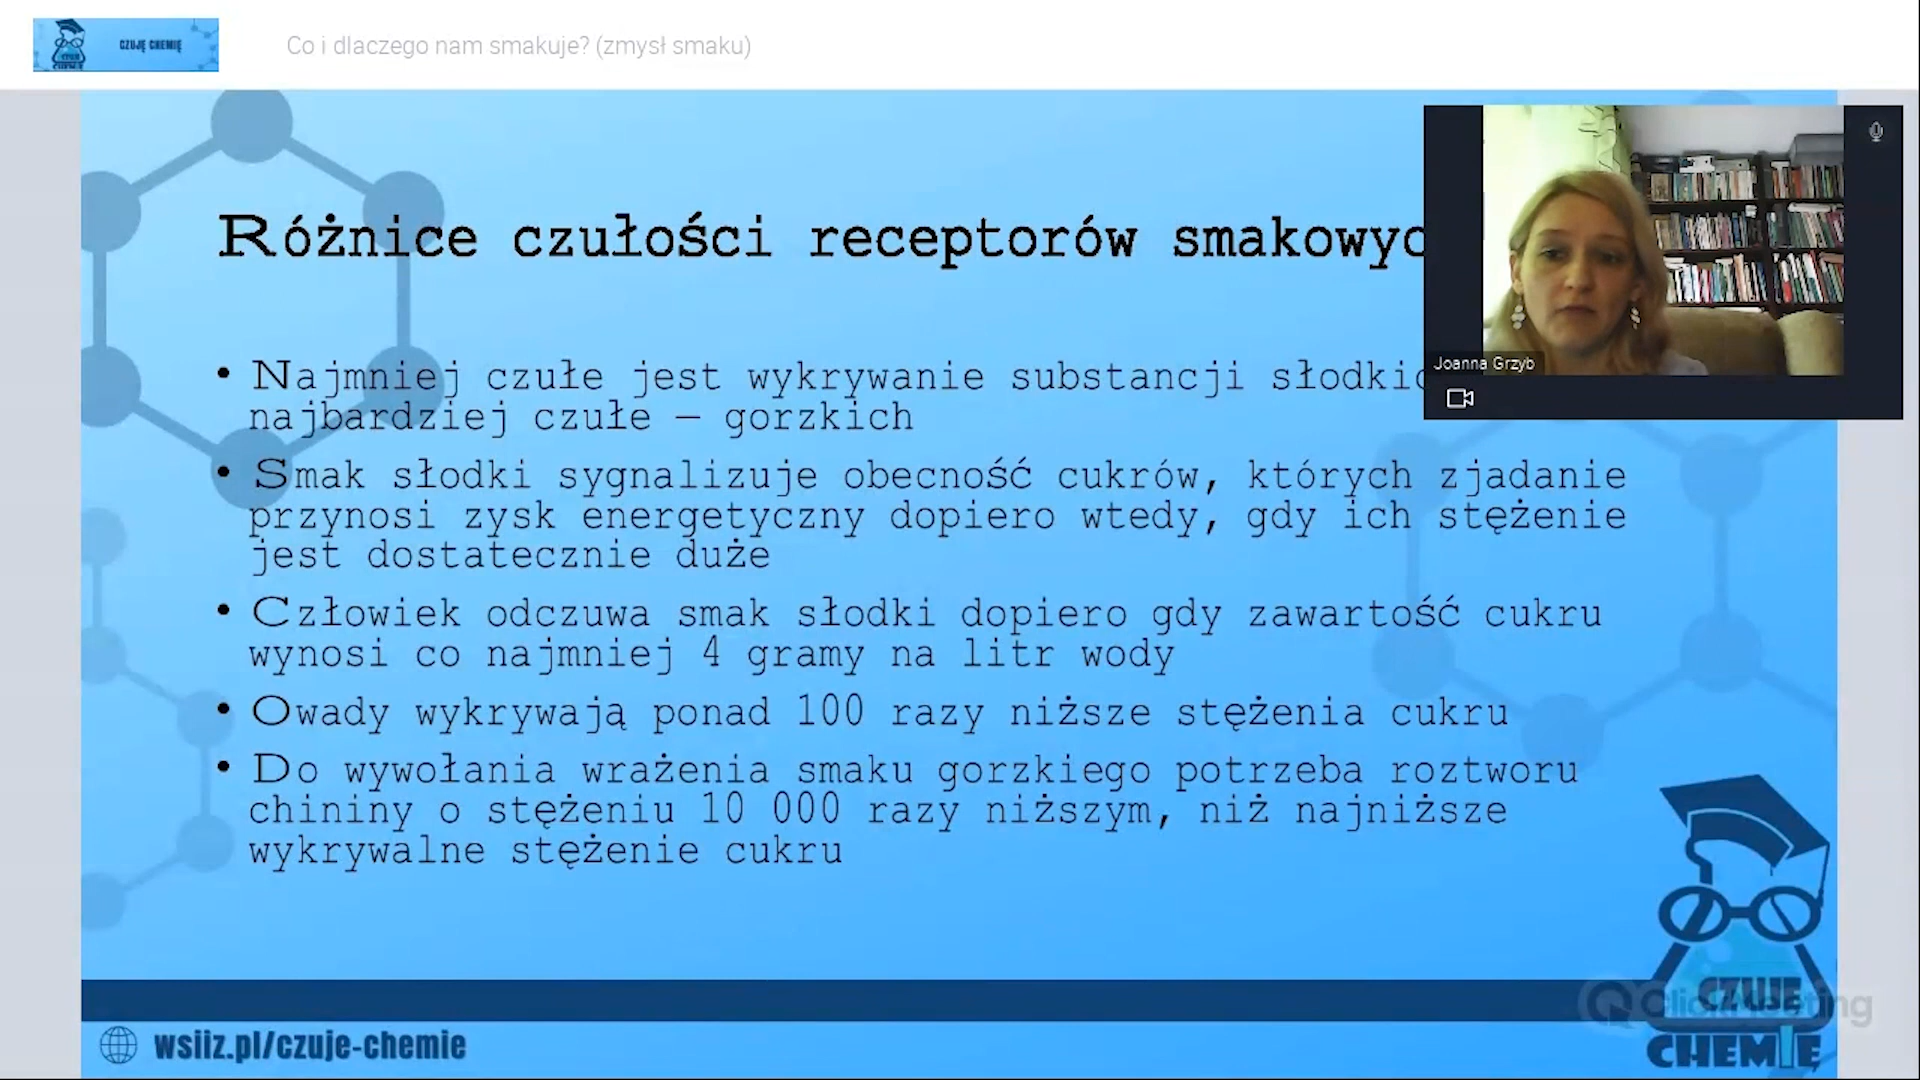 CZUJĘ CHEMIĘ
Co i dlaczego nam smakuje? (zmysł smaku)
Różnice czułości receptorów smakowyc
Joanna Grzyb
• Najmniej czułe jest wykrywanie substancji słodkic
najbardziej czułe – gorzkich
• Smak słodki sygnalizuje obecność cukrów, których zjadanie
przynosi zysk energetyczny dopiero wtedy, gdy ich stężenie
jest dostatecznie duże
• Człowiek odczuwa smak słodki dopiero gdy zawartość cukru
wynosi co najmniej 4 gramy na litr wody
• Owady wykrywają ponad 100 razy niższe stężenia cukru
• Do wywołania wrażenia smaku gorzkiego potrzeba roztworu
chininy o stężeniu 10 000 razy niższym, niż najniższe
wykrywalne stężenie cukru
CZUJĘ
CHEMIĘ
ClickMeeting
wsiiz.pl/czuje-chemie